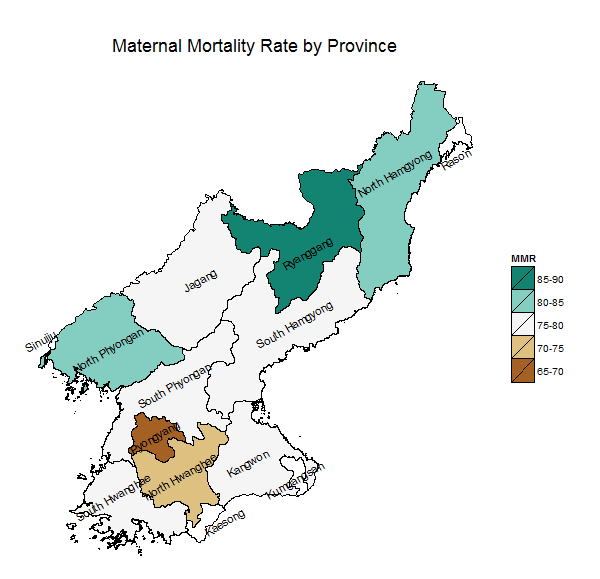 Maternal Mortality Rate by Province
North Hamgyong
Rason
Ryanggang
Jagang
South Hamgyong
Sinuiju
North Phyongan
South Phyongan
Pyongyang
North Hwanghae
South Hwanghae
Kangwon
Kumgangsan
Kaesong
MMR
85-90
80-85
75-80
70-75
65-70